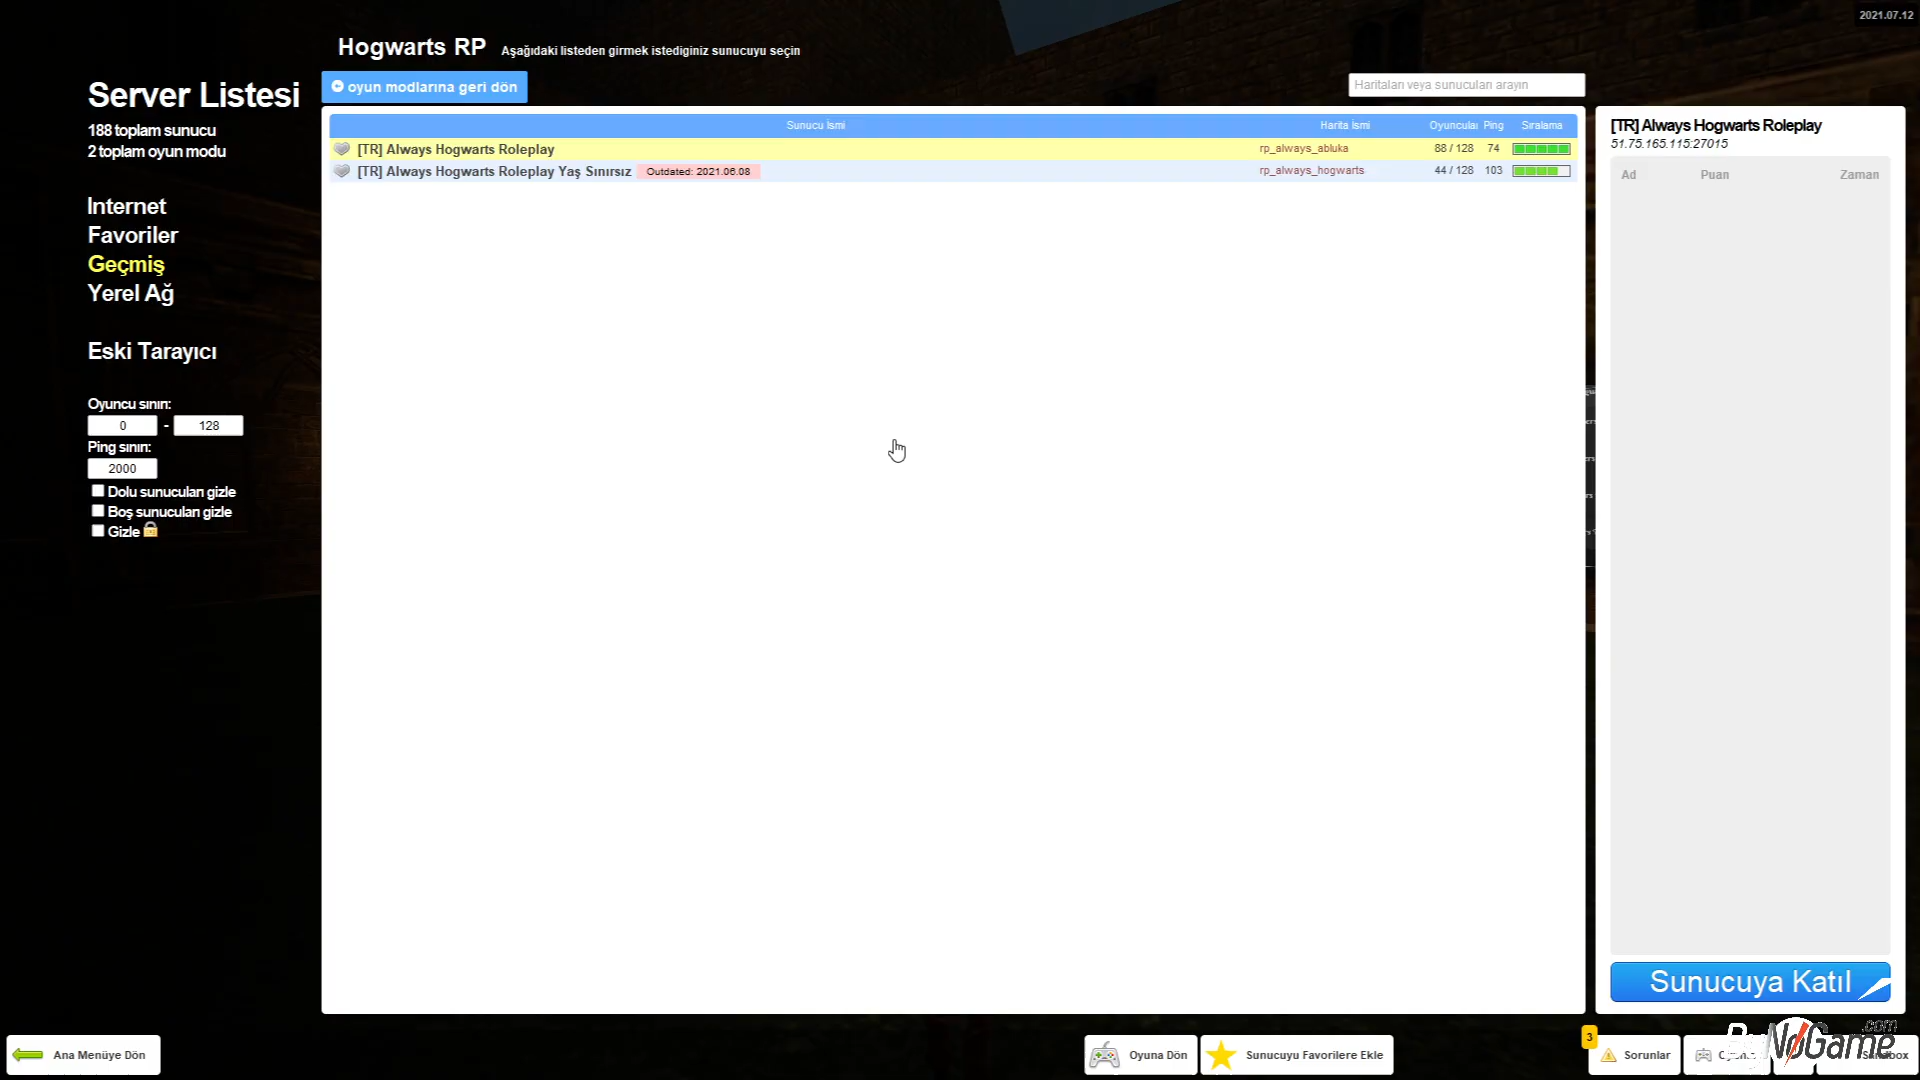 2021.07.12
Hogwarts RP Aşağıdaki listeden girmek istediginiz sunucuyu seçin
Server Listesi
188 toplam sunucu
2 toplam oyun modu
Internet
Favoriler
Geçmiş
Yerel Ağ
Eski Tarayıcı
Oyuncu sınırı:
0 - 128
Ping sınırı:
2000
Dolu sunucuları gizle
Boş sunucuları gizle
Gizle
oyun modlarına geri dön
Haritaları veya sunucuları arayın
Sunucu İsmi Harita İsmi Oyuncular Ping Sıralama
[TR] Always Hogwarts Roleplay rp_always_abluka 88 / 128 74
[TR] Always Hogwarts Roleplay Yaş Sınırsız Outdated: 2021.06.08 rp_always_hogwarts 44 / 128 103
[TR] Always Hogwarts Roleplay
51.75.165.115:27015
Ad Puan Zaman
Sunucuya Katıl
Ana Menüye Dön
Oyuna Dön
Sunucuyu Favorilere Ekle
3
Sorunlar
ByNoGame
.com